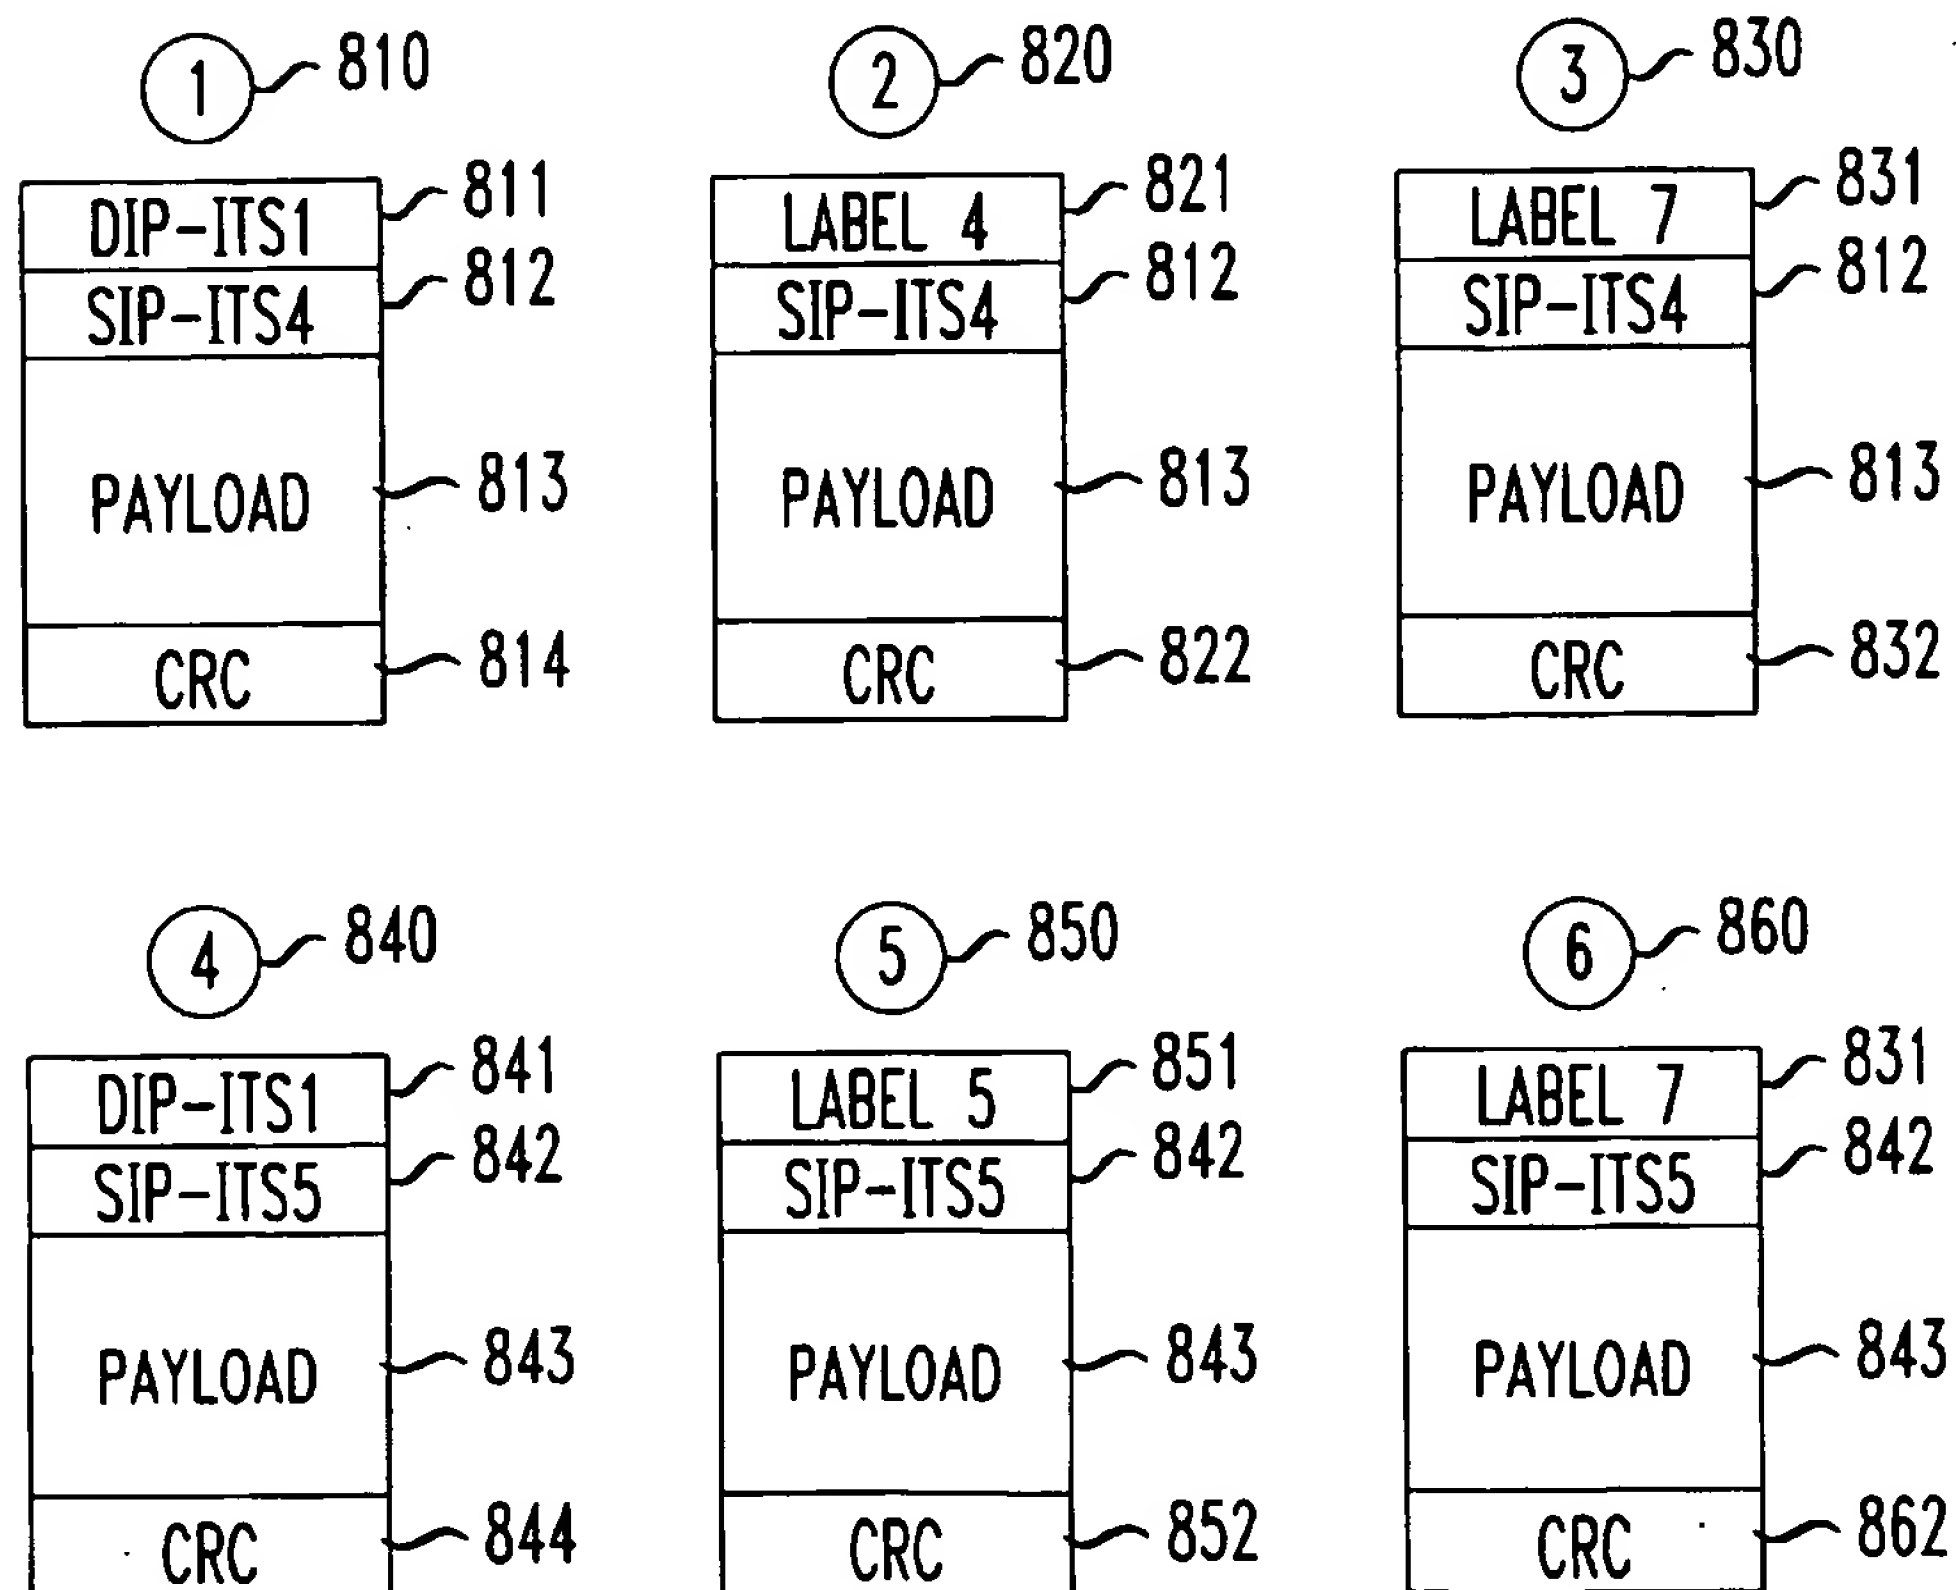 1 810
2 820
3 830
DIP-ITS1 811
SIP-ITS4 812
PAYLOAD 813
CRC 814
LABEL 4 821
SIP-ITS4 812
PAYLOAD 813
CRC 822
LABEL 7 831
SIP-ITS4 812
PAYLOAD 813
CRC 832
4 840
5 850
6 860
DIP-ITS1 841
SIP-ITS5 842
PAYLOAD 843
CRC 844
LABEL 5 851
SIP-ITS5 842
PAYLOAD 843
CRC 852
LABEL 7 831
SIP-ITS5 842
PAYLOAD 843
CRC 862